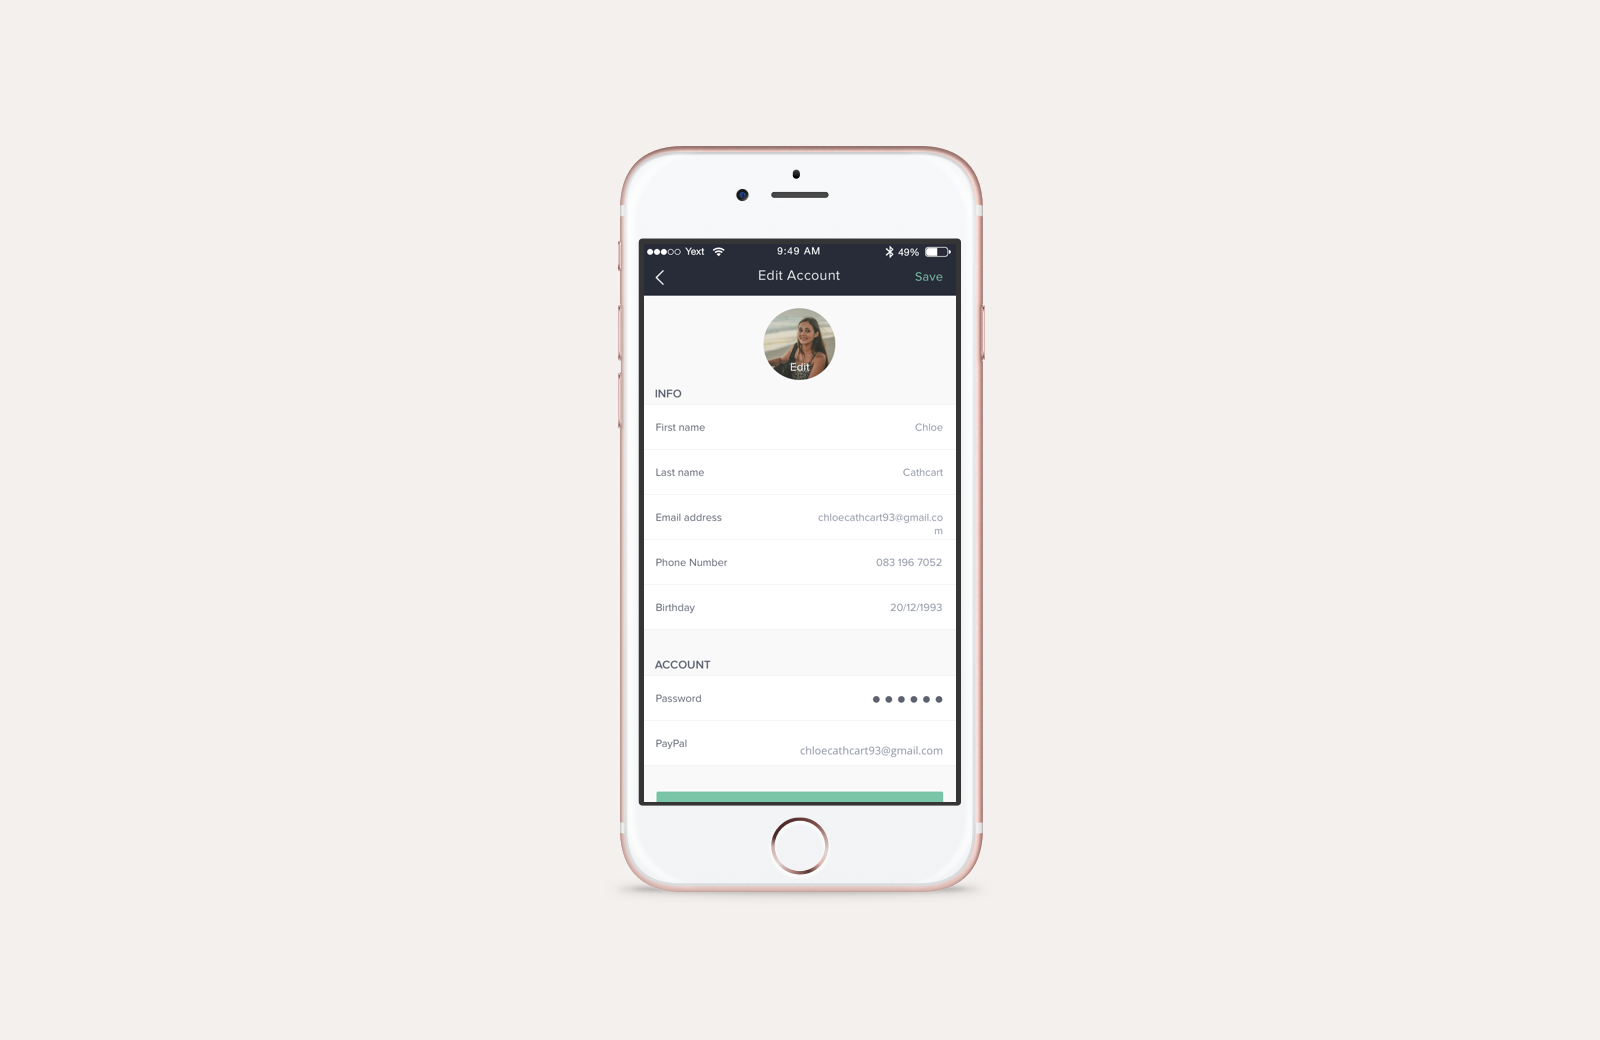 Yext 9:49 AM 49%
Edit Account Save
Edit
INFO
First name Chloe
Last name Cathcart
Email address chloecathcart93@gmail.co
m
Phone Number 083 196 7052
Birthday 20/12/1993
ACCOUNT
Password ●●●●●●
PayPal chloecathcart93@gmail.com